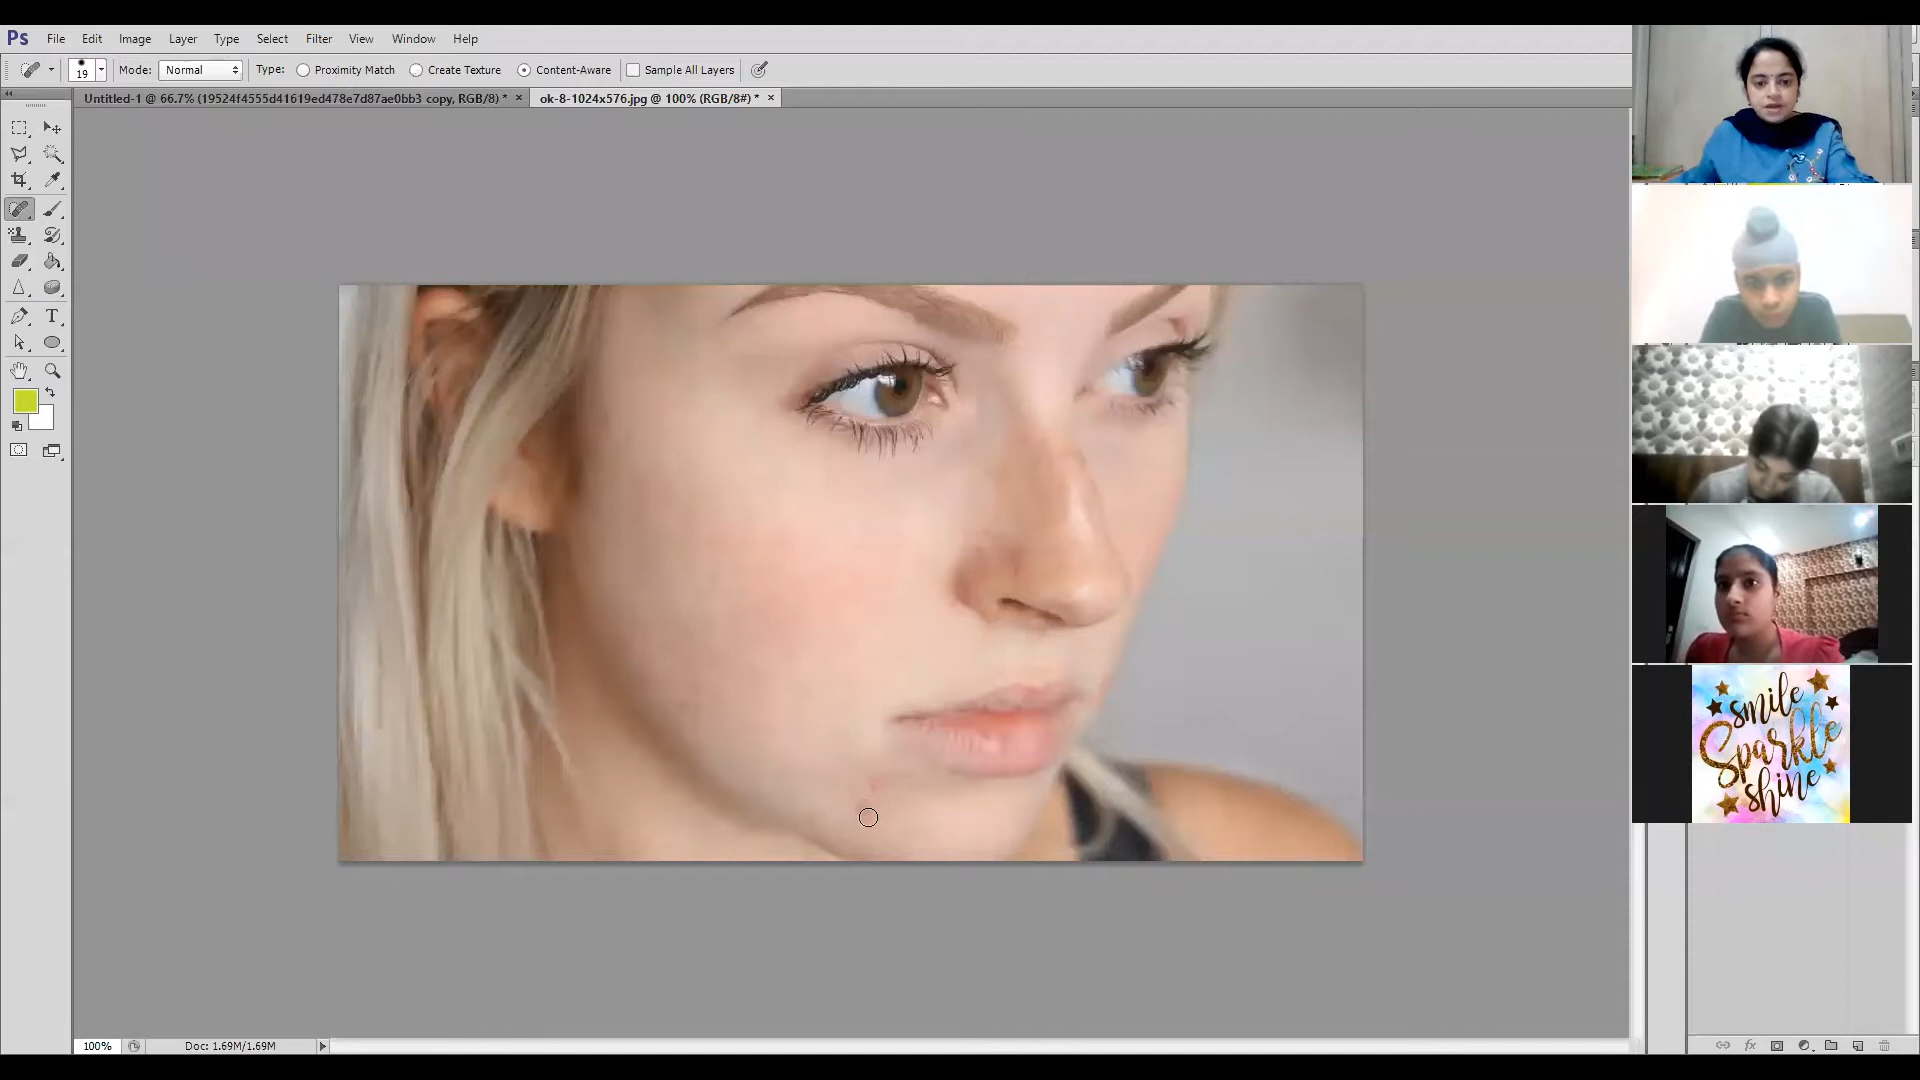 Ps File Edit Image Layer Type Select Filter View Window Help
19 Mode: Normal Type: Proximity Match Create Texture Content-Aware Sample All Layers
Untitled-1 @ 66.7% (19524f4555d41619ed478e7d87ae0bb3 copy, RGB/8) * × ok-8-1024x576.jpg @ 100% (RGB/8#) * ×
T
smile
Sparkle
shine
100% Doc: 1.69M/1.69M
fx